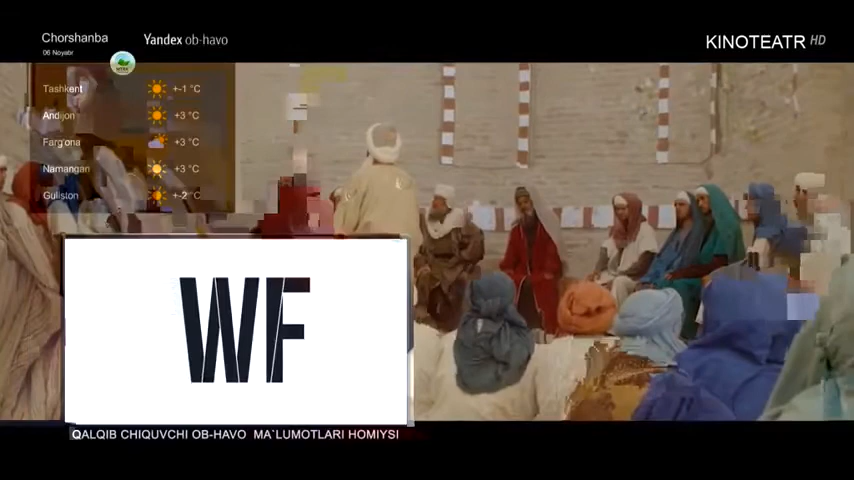 Chorshanba
06 Noyabr
Yandex ob-havo
KINOTEATR HD
Tashkent +-1 °C
Andijon +3 °C
Farg'ona +3 °C
Namangan +3 °C
Guliston +-2 °C
WF
QALQIB CHIQUVCHI OB-HAVO MA`LUMOTLARI HOMIYSI